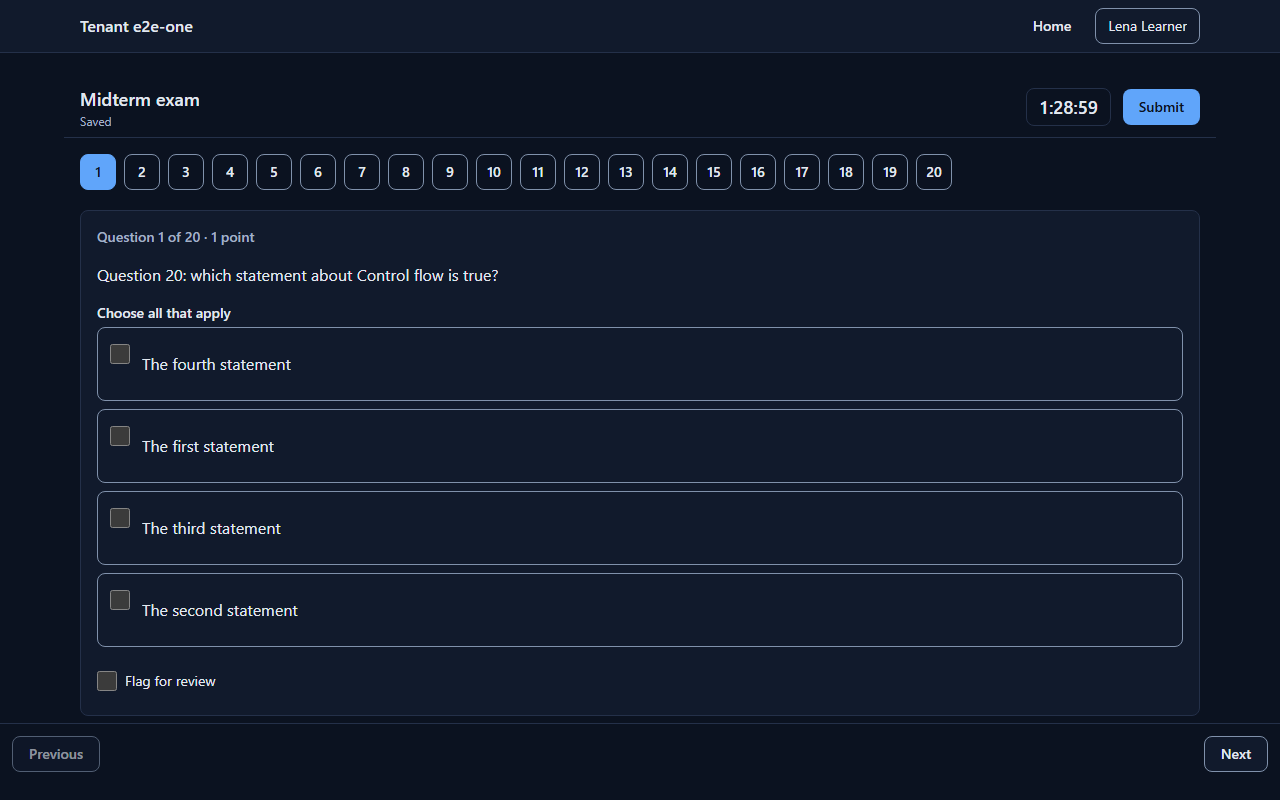 Tenant e2e-one
Home
Lena Learner
Midterm exam
Saved
1:28:59
Submit
1 2 3 4 5 6 7 8 9 10 11 12 13 14 15 16 17 18 19 20
Question 1 of 20 · 1 point
Question 20: which statement about Control flow is true?
Choose all that apply
The fourth statement
The first statement
The third statement
The second statement
Flag for review
Previous
Next